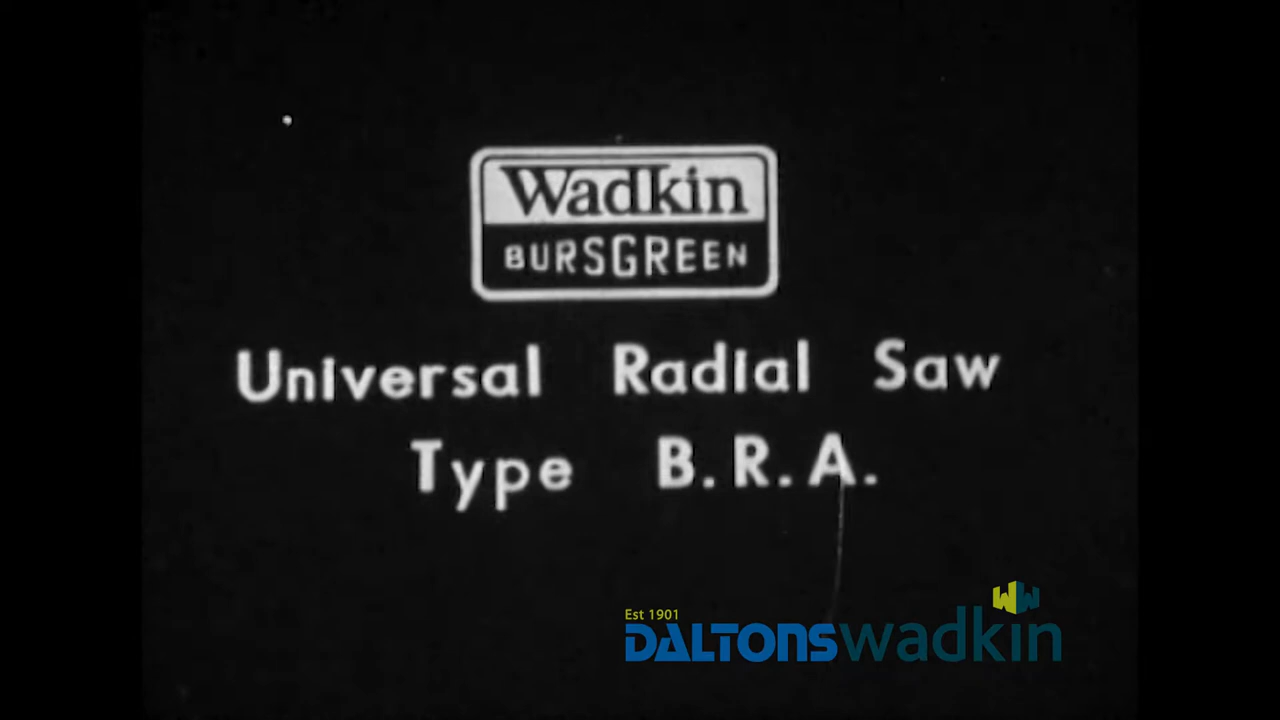 Wadkin
BURSGREEN
Universal Radial Saw
Type B.R.A.
Est 1901
DALTONSwadkin